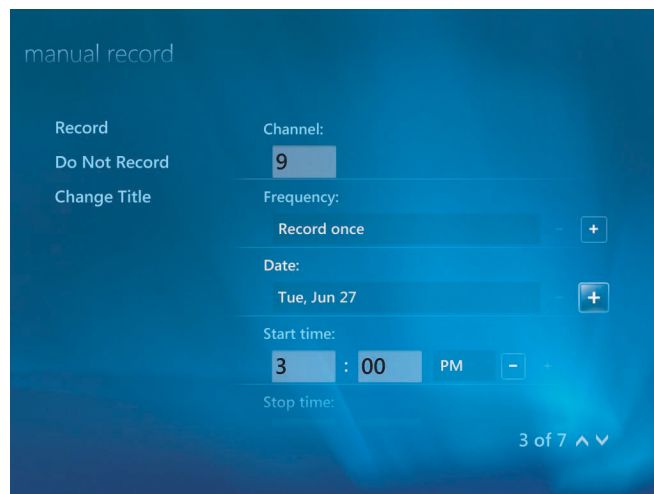 manual record
Record
Do Not Record
Change Title
Channel:
9
Frequency:
Record once
- +
Date:
Tue, Jun 27
- +
Start time:
3 : 00 PM - +
Stop time:
3 of 7